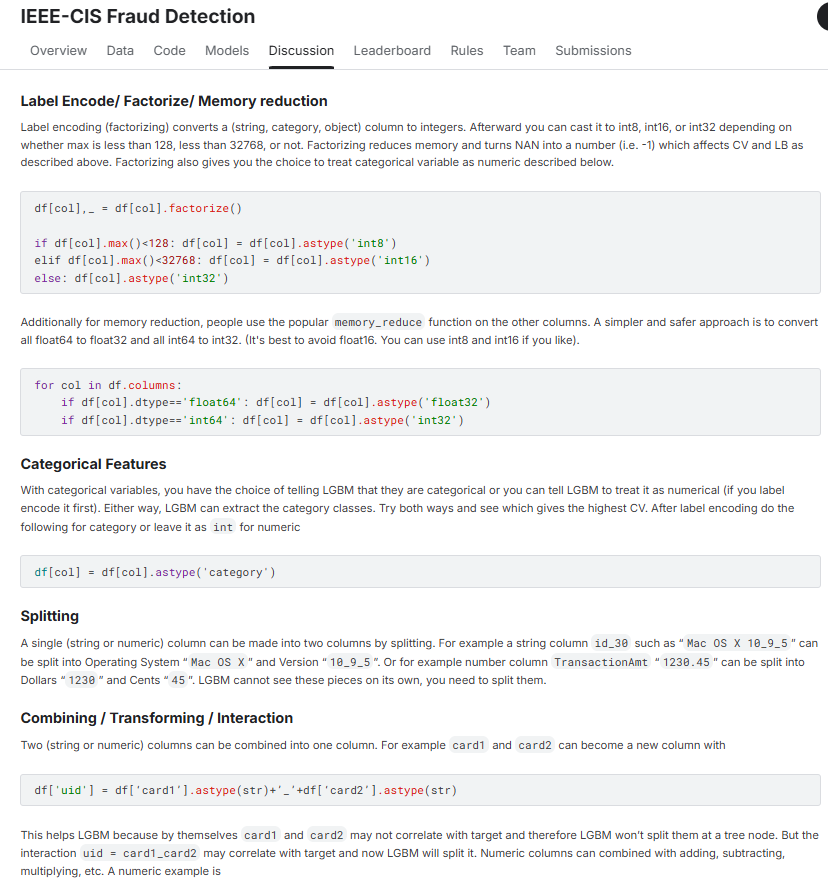 IEEE-CIS Fraud Detection
Overview Data Code Models Discussion Leaderboard Rules Team Submissions
Label Encode/ Factorize/ Memory reduction
Label encoding (factorizing) converts a (string, category, object) column to integers. Afterward you can cast it to int8, int16, or int32 depending on
whether max is less than 128, less than 32768, or not. Factorizing reduces memory and turns NAN into a number (i.e. -1) which affects CV and LB as
described above. Factorizing also gives you the choice to treat categorical variable as numeric described below.
df[col],_ = df[col].factorize()
if df[col].max()<128: df[col] = df[col].astype('int8')
elif df[col].max()<32768: df[col] = df[col].astype('int16')
else: df[col].astype('int32')
Additionally for memory reduction, people use the popular memory_reduce function on the other columns. A simpler and safer approach is to convert
all float64 to float32 and all int64 to int32. (It's best to avoid float16. You can use int8 and int16 if you like).
for col in df.columns:
    if df[col].dtype=='float64': df[col] = df[col].astype('float32')
    if df[col].dtype=='int64': df[col] = df[col].astype('int32')
Categorical Features
With categorical variables, you have the choice of telling LGBM that they are categorical or you can tell LGBM to treat it as numerical (if you label
encode it first). Either way, LGBM can extract the category classes. Try both ways and see which gives the highest CV. After label encoding do the
following for category or leave it as int for numeric
df[col] = df[col].astype('category')
Splitting
A single (string or numeric) column can be made into two columns by splitting. For example a string column id_30 such as "Mac OS X 10_9_5" can
be split into Operating System "Mac OS X" and Version "10_9_5". Or for example number column TransactionAmt "1230.45" can be split into
Dollars "1230" and Cents "45". LGBM cannot see these pieces on its own, you need to split them.
Combining / Transforming / Interaction
Two (string or numeric) columns can be combined into one column. For example card1 and card2 can become a new column with
df['uid'] = df['card1'].astype(str)+'_'+df['card2'].astype(str)
This helps LGBM because by themselves card1 and card2 may not correlate with target and therefore LGBM won't split them at a tree node. But the
interaction uid = card1_card2 may correlate with target and now LGBM will split it. Numeric columns can combined with adding, subtracting,
multiplying, etc. A numeric example is